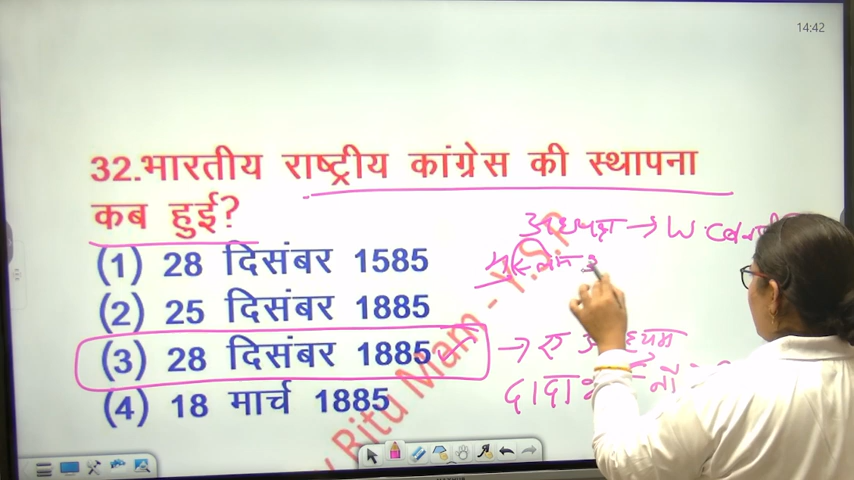 14:42
32.भारतीय राष्ट्रीय कांग्रेस की स्थापना
कब हुई?
(1) 28 दिसंबर 1585
(2) 25 दिसंबर 1885
(3) 28 दिसंबर 1885
(4) 18 मार्च 1885
अध्यक्ष → W.C
दादा
Ritu Mam - Y.S.P